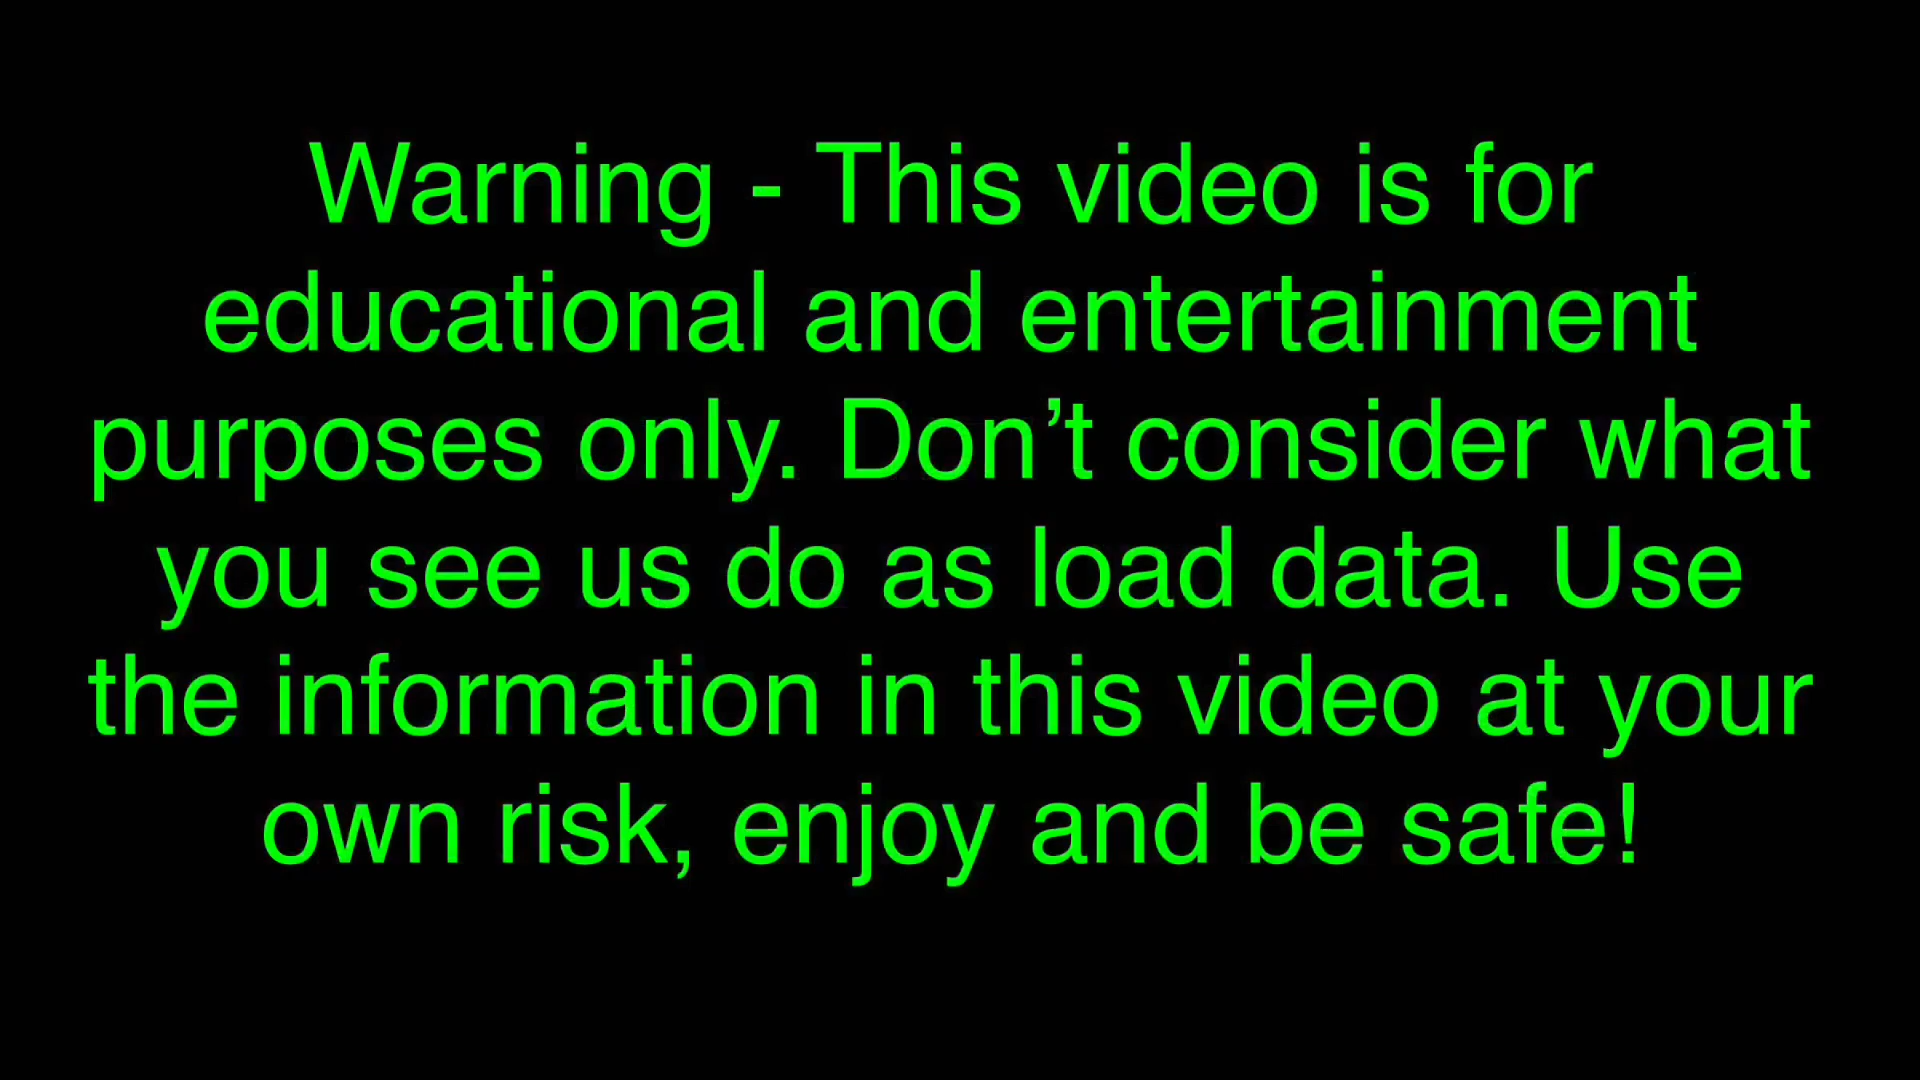 Warning - This video is for
educational and entertainment
purposes only. Don’t consider what
you see us do as load data. Use
the information in this video at your
own risk, enjoy and be safe!